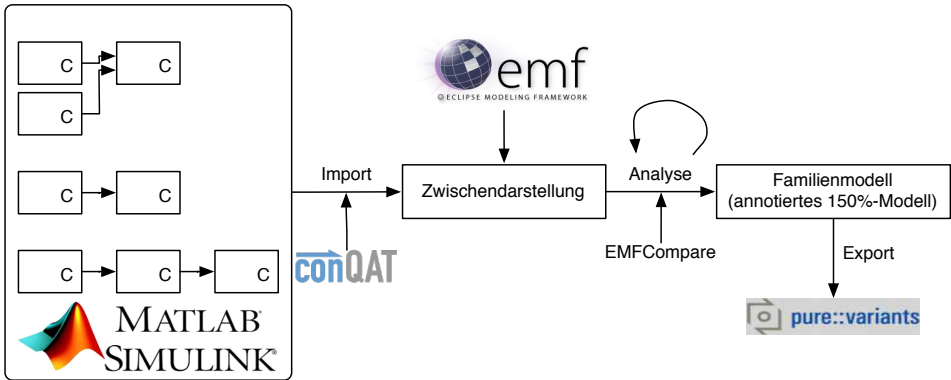 C
C
C
C
C
C
C
C
MATLAB®
SIMULINK®
Import
conQAT
emf
ECLIPSE MODELING FRAMEWORK
Zwischendarstellung
Analyse
EMFCompare
Familienmodell
(annotiertes 150%-Modell)
Export
pure::variants